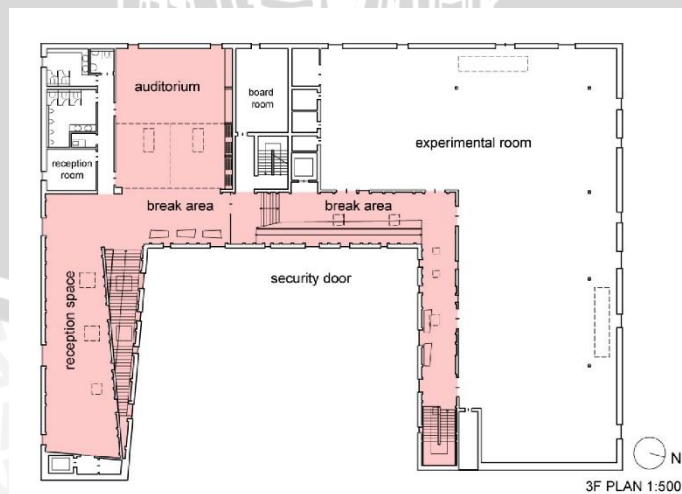 auditorium
board
room
experimental room
reception
room
break area
break area
reception space
security door
N
3F PLAN 1:500